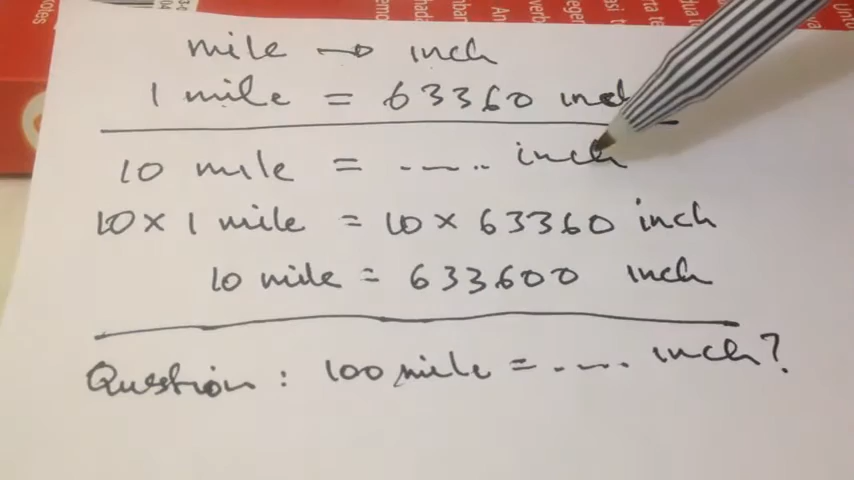 mile → inch
1 mile = 63360 inch
10 mile = ..... inch
10 x 1 mile = 10 x 63360 inch
10 mile = 633600 inch
Question : 100 mile = ..... inch?